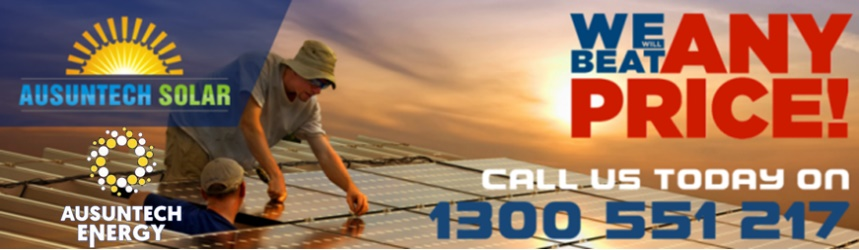 AUSUNTECH SOLAR
AUSUNTECH
ENERGY
WE WILL
BEAT ANY
PRICE!
CALL US TODAY ON
1300 551 217